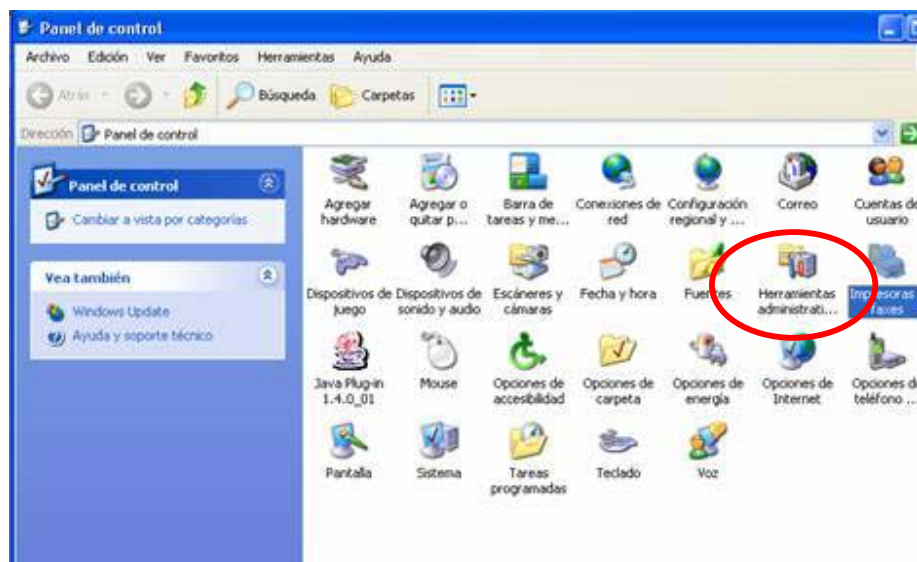 Panel de control
Archivo Edición Ver Favoritos Herramientas Ayuda
Atrás Búsqueda Carpetas
Dirección Panel de control
Panel de control
Cambiar a vista por categorías
Vea también
Windows Update
Ayuda y soporte técnico
Agregar hardware
Agregar o quitar p...
Barra de tareas y me...
Conexiones de red
Configuración regional y ...
Correo
Cuentas de usuario
Dispositivos de juego
Dispositivos de sonido y audio
Escáneres y cámaras
Fecha y hora
Fuentes
Herramientas administrati...
Impresoras faxes
Java Plug-in 1.4.0_01
Mouse
Opciones de accesibilidad
Opciones de carpeta
Opciones de energía
Opciones de Internet
Opciones d teléfono ...
Pantalla
Sistema
Tareas programadas
Teclado
Voz